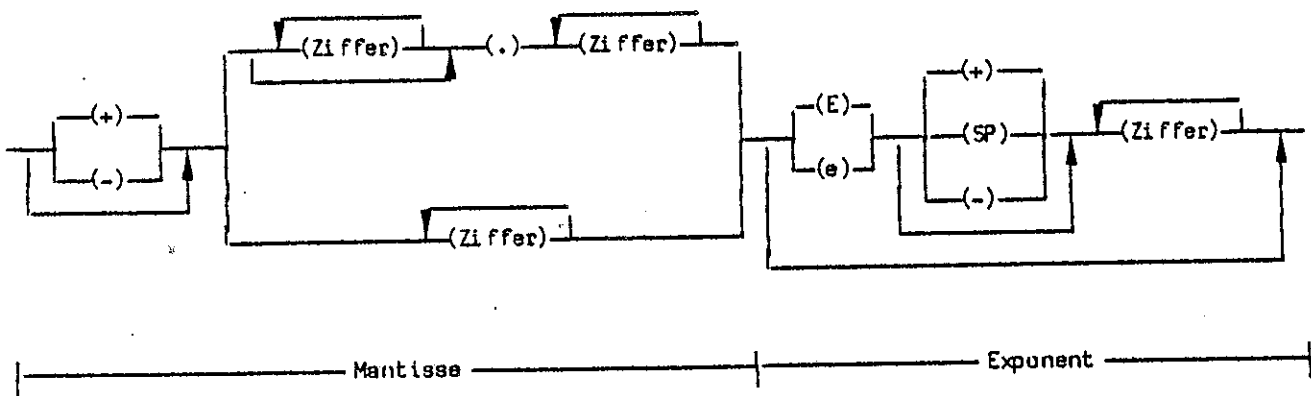 (Ziffer) (.) (Ziffer)
(+) (E) (+)
(SP) (Ziffer)
(-) (e) (-)
(Ziffer)
Mantisse Exponent